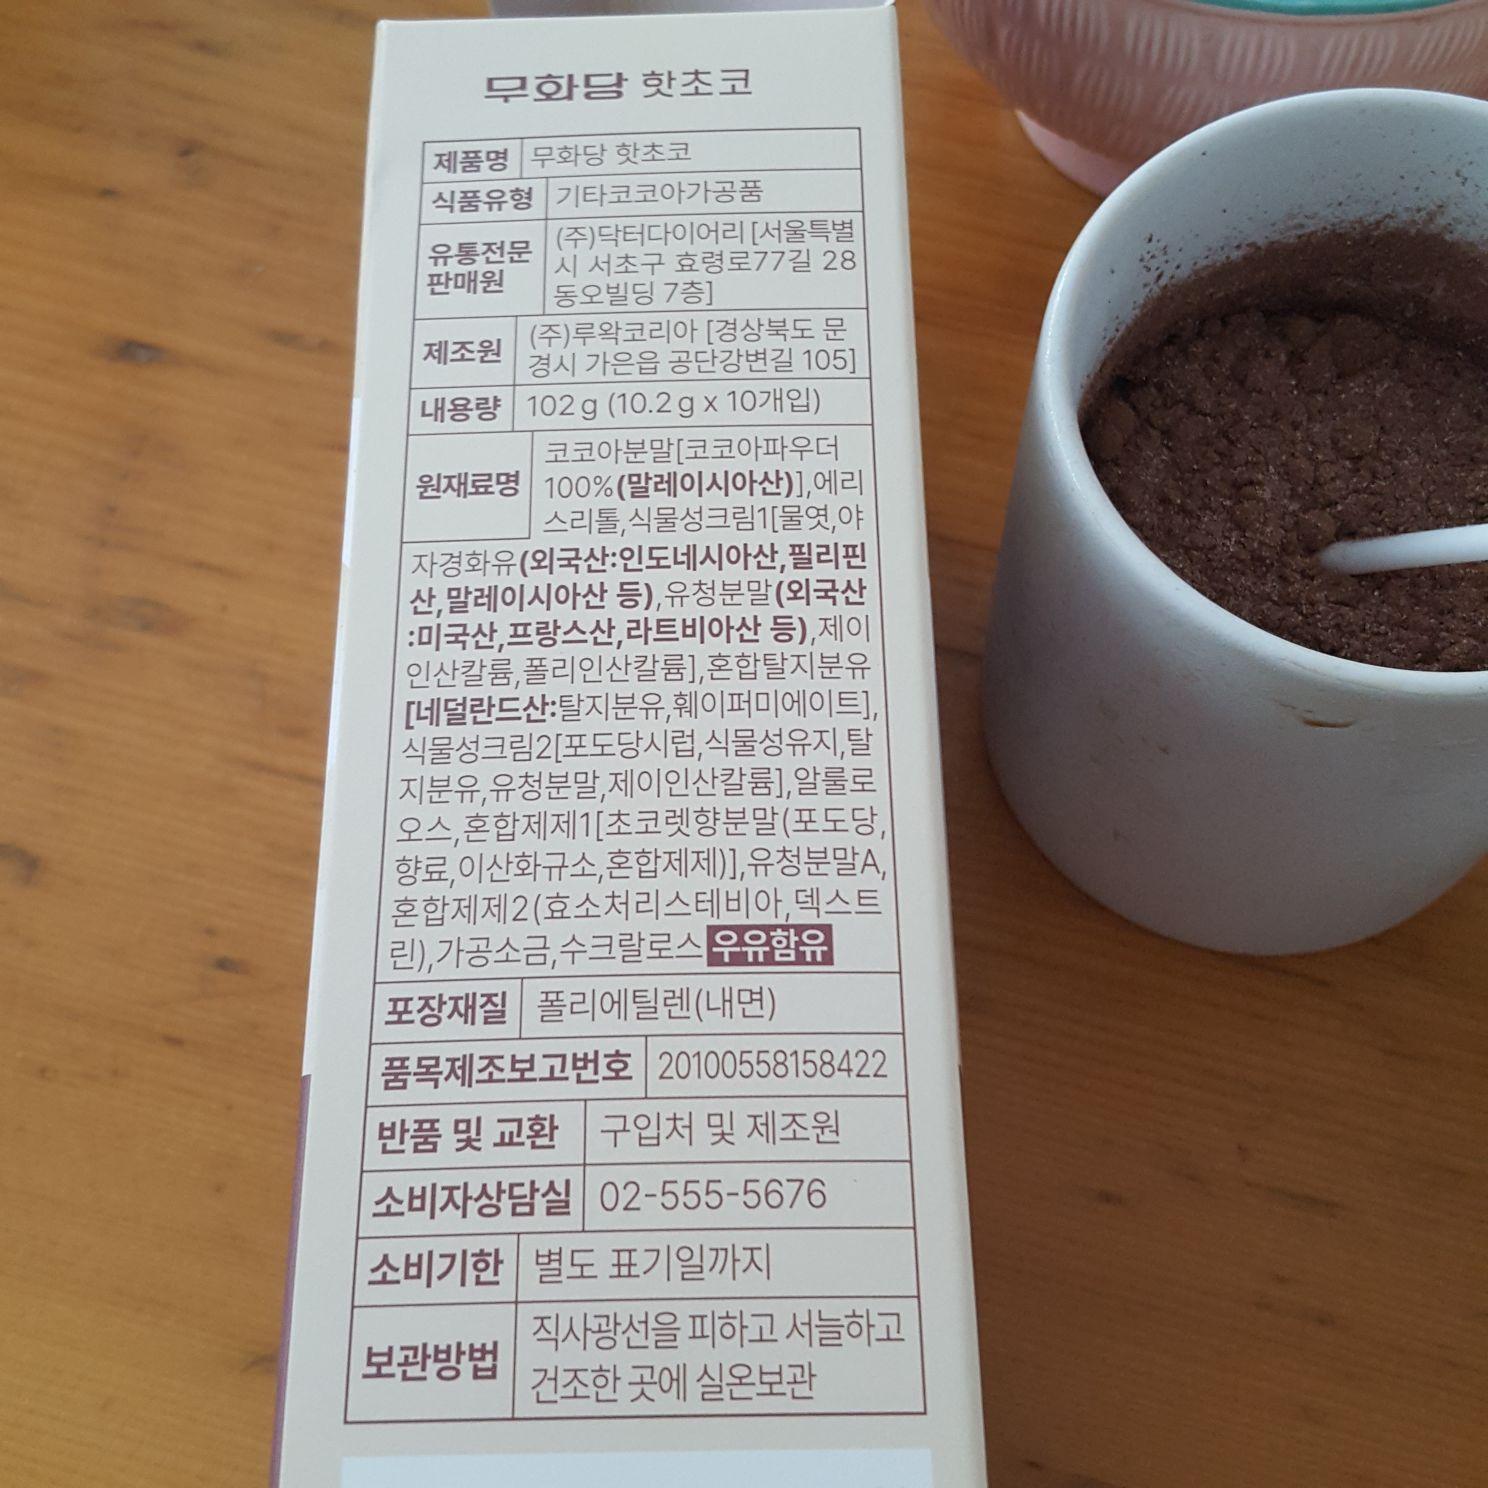 무화당 핫초코
제품명 무화당 핫초코
식품유형 기타코코아가공품
유통전문
판매원
(주)닥터다이어리 [서울특별
시 서초구 효령로77길 28
동오빌딩 7층]
제조원
(주)루왁코리아 [경상북도 문
경시 가은읍 공단강변길 105]
내용량 102 g (10.2 g x 10개입)
원재료명
코코아분말[코코아파우더
100%(말레이시아산)],에리
스리톨,식물성크림1[물엿,야
자경화유(외국산:인도네시아산,필리핀
산,말레이시아산 등),유청분말(외국산
:미국산,프랑스산,라트비아산 등),제이
인산칼륨,폴리인산칼륨],혼합탈지분유
[네덜란드산:탈지분유,훼이퍼미에이트],
식물성크림2[포도당시럽,식물성유지,탈
지분유,유청분말,제이인산칼륨],알룰로
오스,혼합제제1[초코렛향분말(포도당,
향료,이산화규소,혼합제제)],유청분말A,
혼합제제2(효소처리스테비아,덱스트
린),가공소금,수크랄로스 우유함유
포장재질 폴리에틸렌(내면)
품목제조보고번호 20100558158422
반품 및 교환 구입처 및 제조원
소비자상담실 02-555-5676
소비기한 별도 표기일까지
보관방법
직사광선을 피하고 서늘하고
건조한 곳에 실온보관